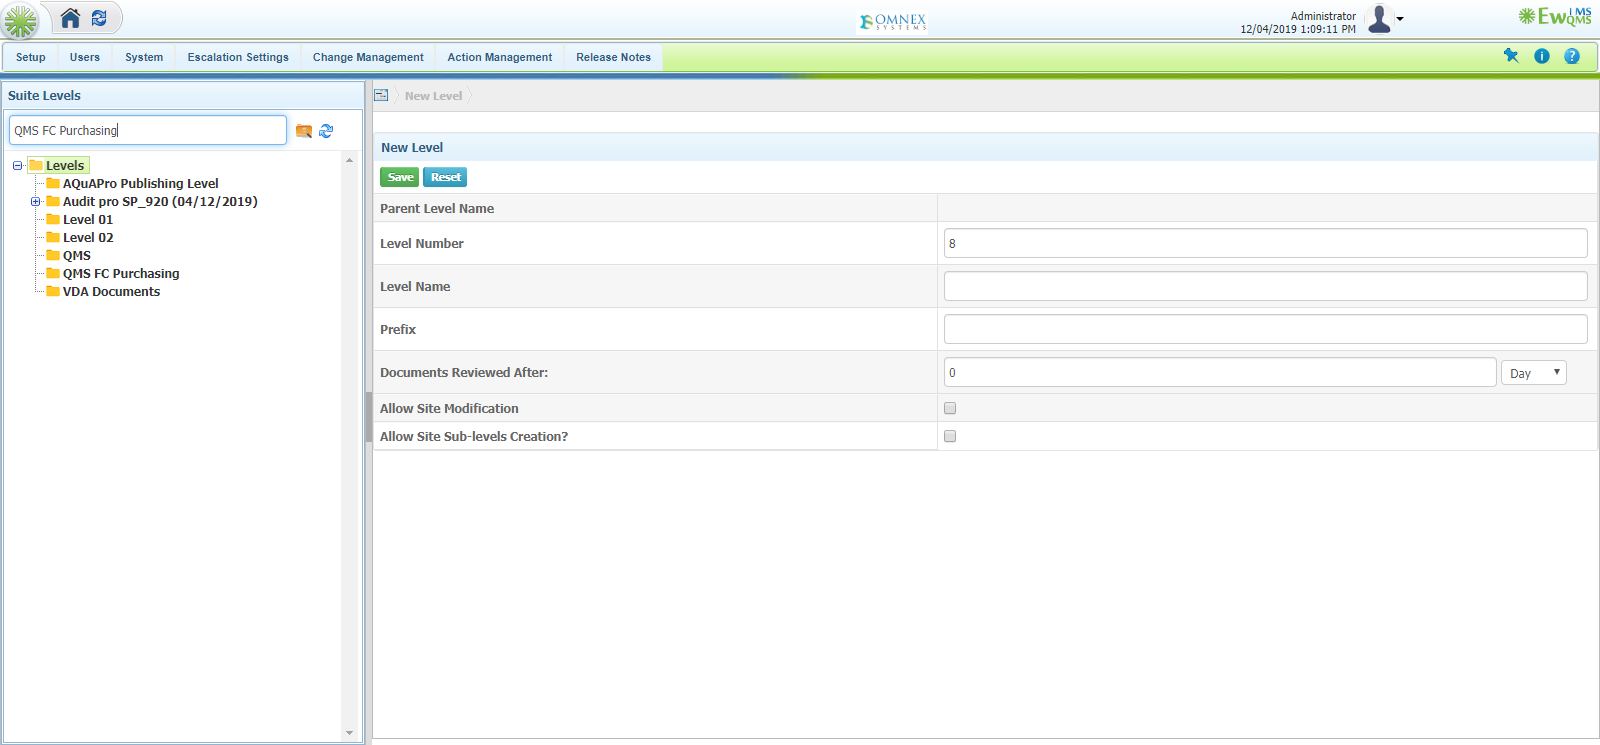 OMNEX
SYSTEMS
Administrator
12/04/2019 1:09:11 PM
EwQMS
LMS
Setup Users System Escalation Settings Change Management Action Management Release Notes
i ?
Suite Levels
QMS FC Purchasing
Levels
AQuAPro Publishing Level
Audit pro SP_920 (04/12/2019)
Level 01
Level 02
QMS
QMS FC Purchasing
VDA Documents
New Level
New Level
Save Reset
Parent Level Name
Level Number 8
Level Name
Prefix
Documents Reviewed After: 0 Day
Allow Site Modification
Allow Site Sub-levels Creation?